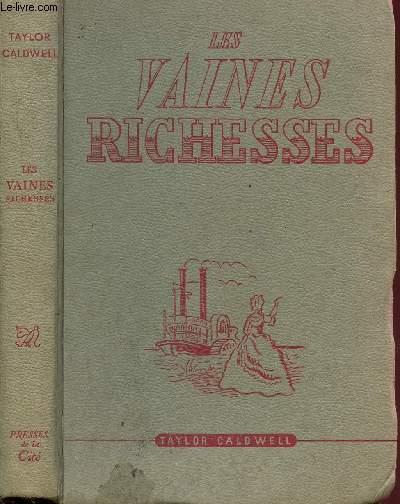 Le-livre.com
TAYLOR
CALDWELL
LES
VAINES
RICHESSES
PRESSES
de la
Cité
LES
VAINES
RICHESSES
TAYLOR CALDWELL